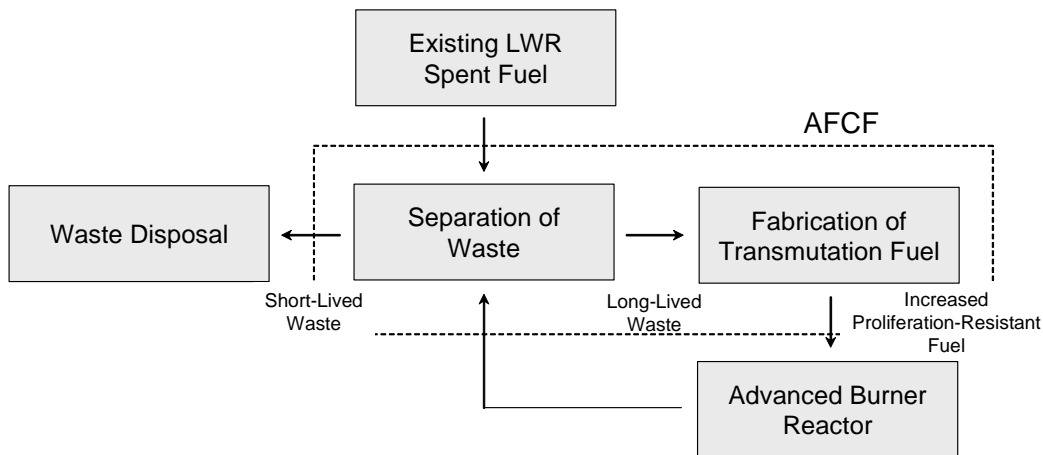 Existing LWR
Spent Fuel
AFCF
Waste Disposal
Separation of
Waste
Fabrication of
Transmutation Fuel
Short-Lived
Waste
Long-Lived
Waste
Increased
Proliferation-Resistant
Fuel
Advanced Burner
Reactor